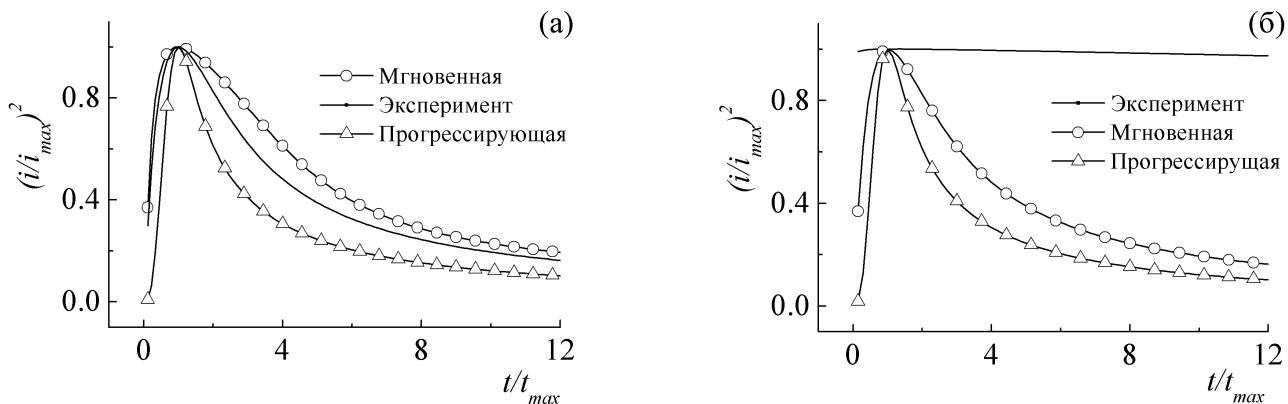 (а)
Мгновенная
Эксперимент
Прогрессирующая
(i/i_max)^2
0.8
0.4
0.0
0 4 8 12
t/t_max
(б)
Эксперимент
Мгновенная
Прогрессирущая
(i/i_max)^2
0.8
0.4
0.0
0 4 8 12
t/t_max